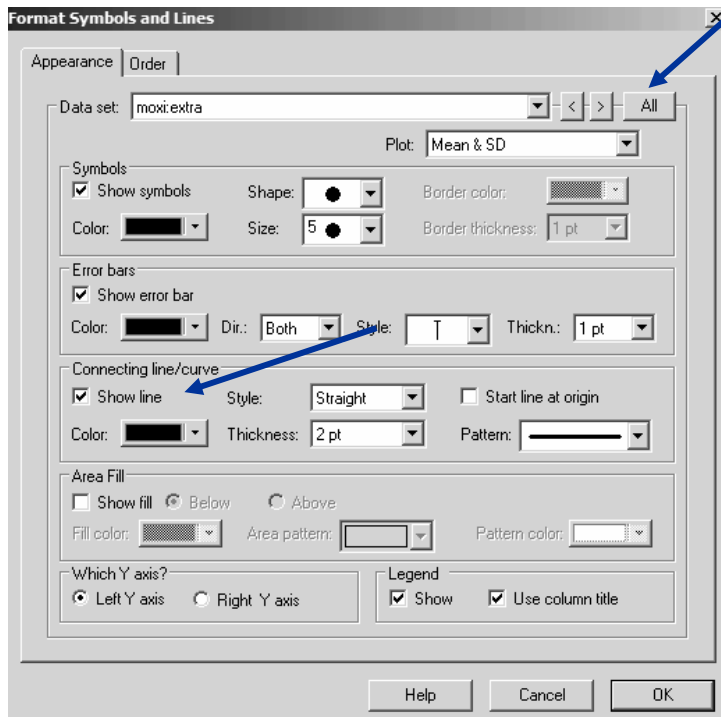 Format Symbols and Lines
Appearance Order
Data set: moxi:extra < > All
Plot: Mean & SD
Symbols
Show symbols Shape: Border color:
Color: Size: 5 Border thickness: 1 pt
Error bars
Show error bar
Color: Dir.: Both Style: Thickn.: 1 pt
Connecting line/curve
Show line Style: Straight Start line at origin
Color: Thickness: 2 pt Pattern:
Area Fill
Show fill Below Above
Fill color: Area pattern: Pattern color:
Which Y axis? Legend
Left Y axis Right Y axis Show Use column title
Help Cancel OK